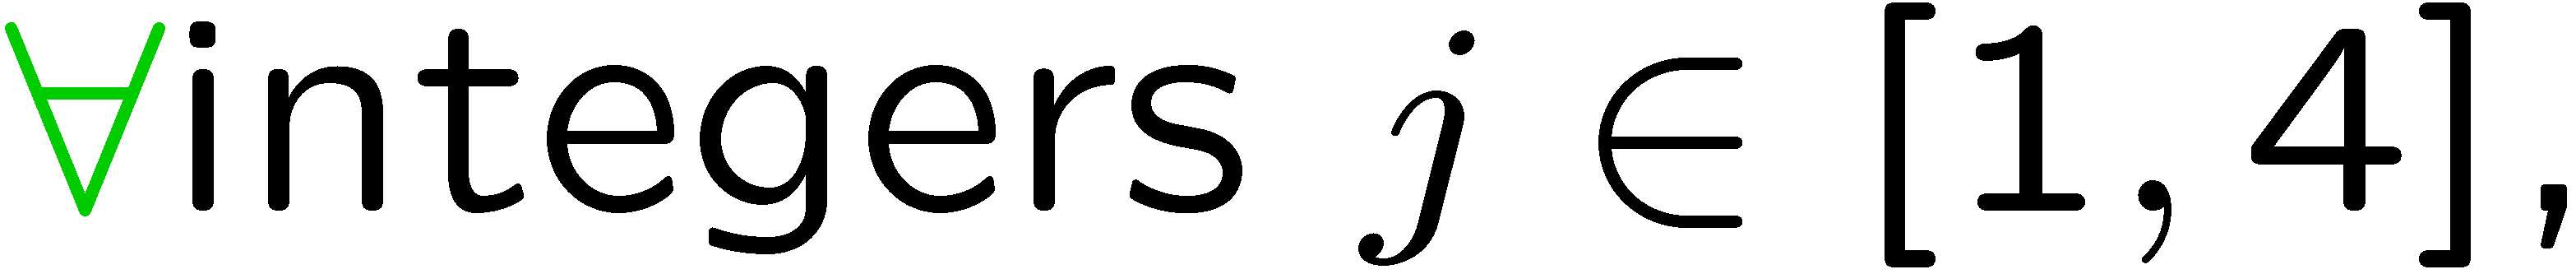 ∀integers j ∈ [1, 4],